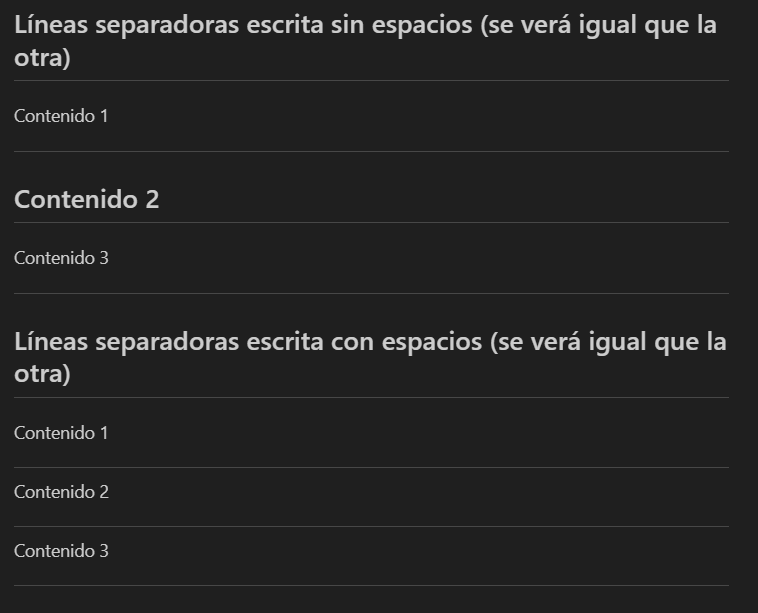 Líneas separadoras escrita sin espacios (se verá igual que la
otra)
Contenido 1
Contenido 2
Contenido 3
Líneas separadoras escrita con espacios (se verá igual que la
otra)
Contenido 1
Contenido 2
Contenido 3